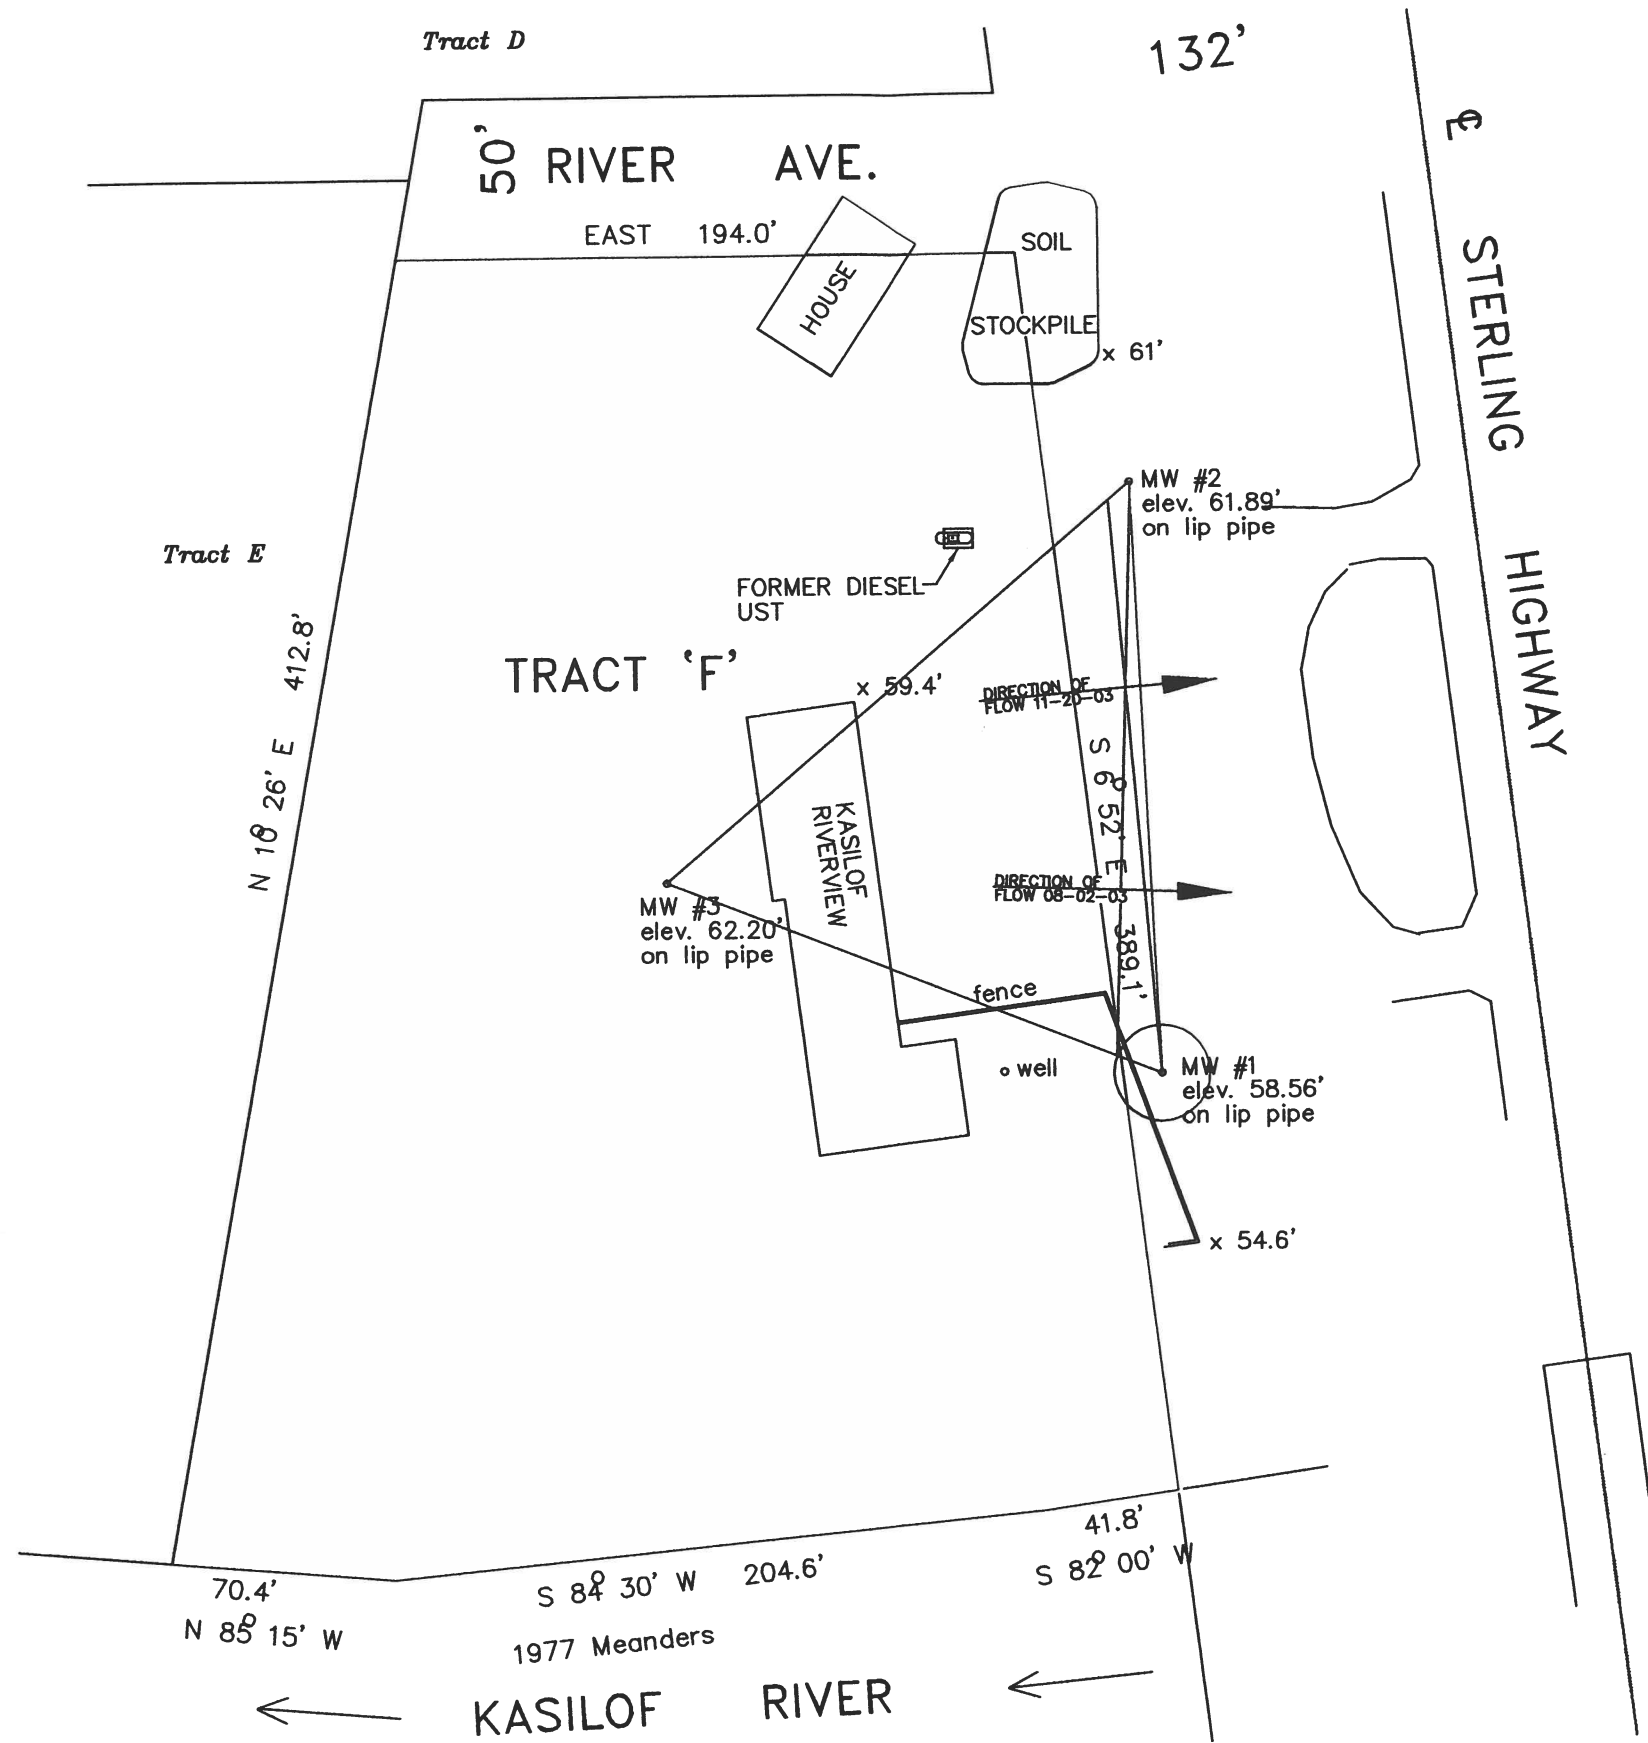 Tract D
132'
50'
RIVER AVE.
EAST 194.0'
HOUSE
SOIL
STOCKPILE
x 61'
℄ STERLING HIGHWAY
MW #2
elev. 61.89'
on lip pipe
Tract E
FORMER DIESEL
UST
TRACT 'F'
x 59.4'
DIRECTION OF
FLOW 11-20-03
N 10° 26' E 412.8'
S 6° 52' E 389.1'
KASILOF
RIVERVIEW
DIRECTION OF
FLOW 08-02-03
MW #3
elev. 62.20'
on lip pipe
fence
well
MW #1
elev. 58.56'
on lip pipe
x 54.6'
41.8'
S 82° 00' W
S 84° 30' W 204.6'
70.4'
N 85° 15' W
1977 Meanders
KASILOF RIVER